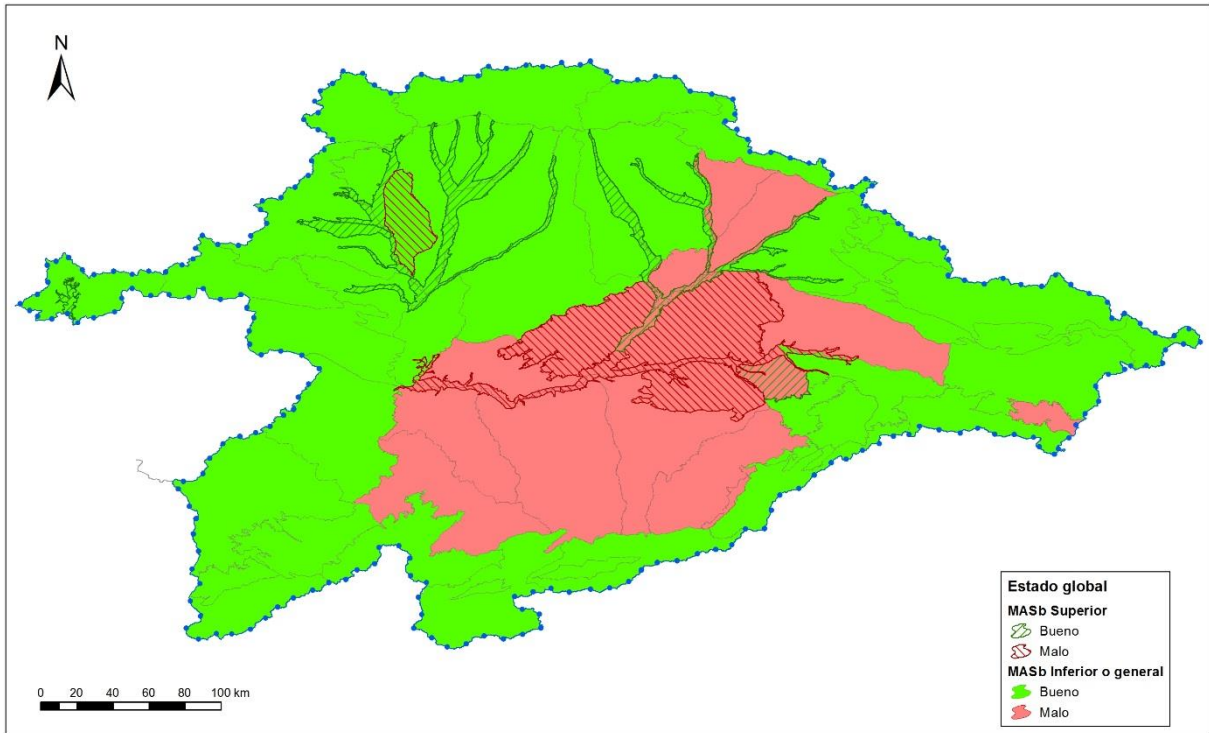 N
0 20 40 60 80 100 km
Estado global
MASb Superior
Bueno
Malo
MASb Inferior o general
Bueno
Malo